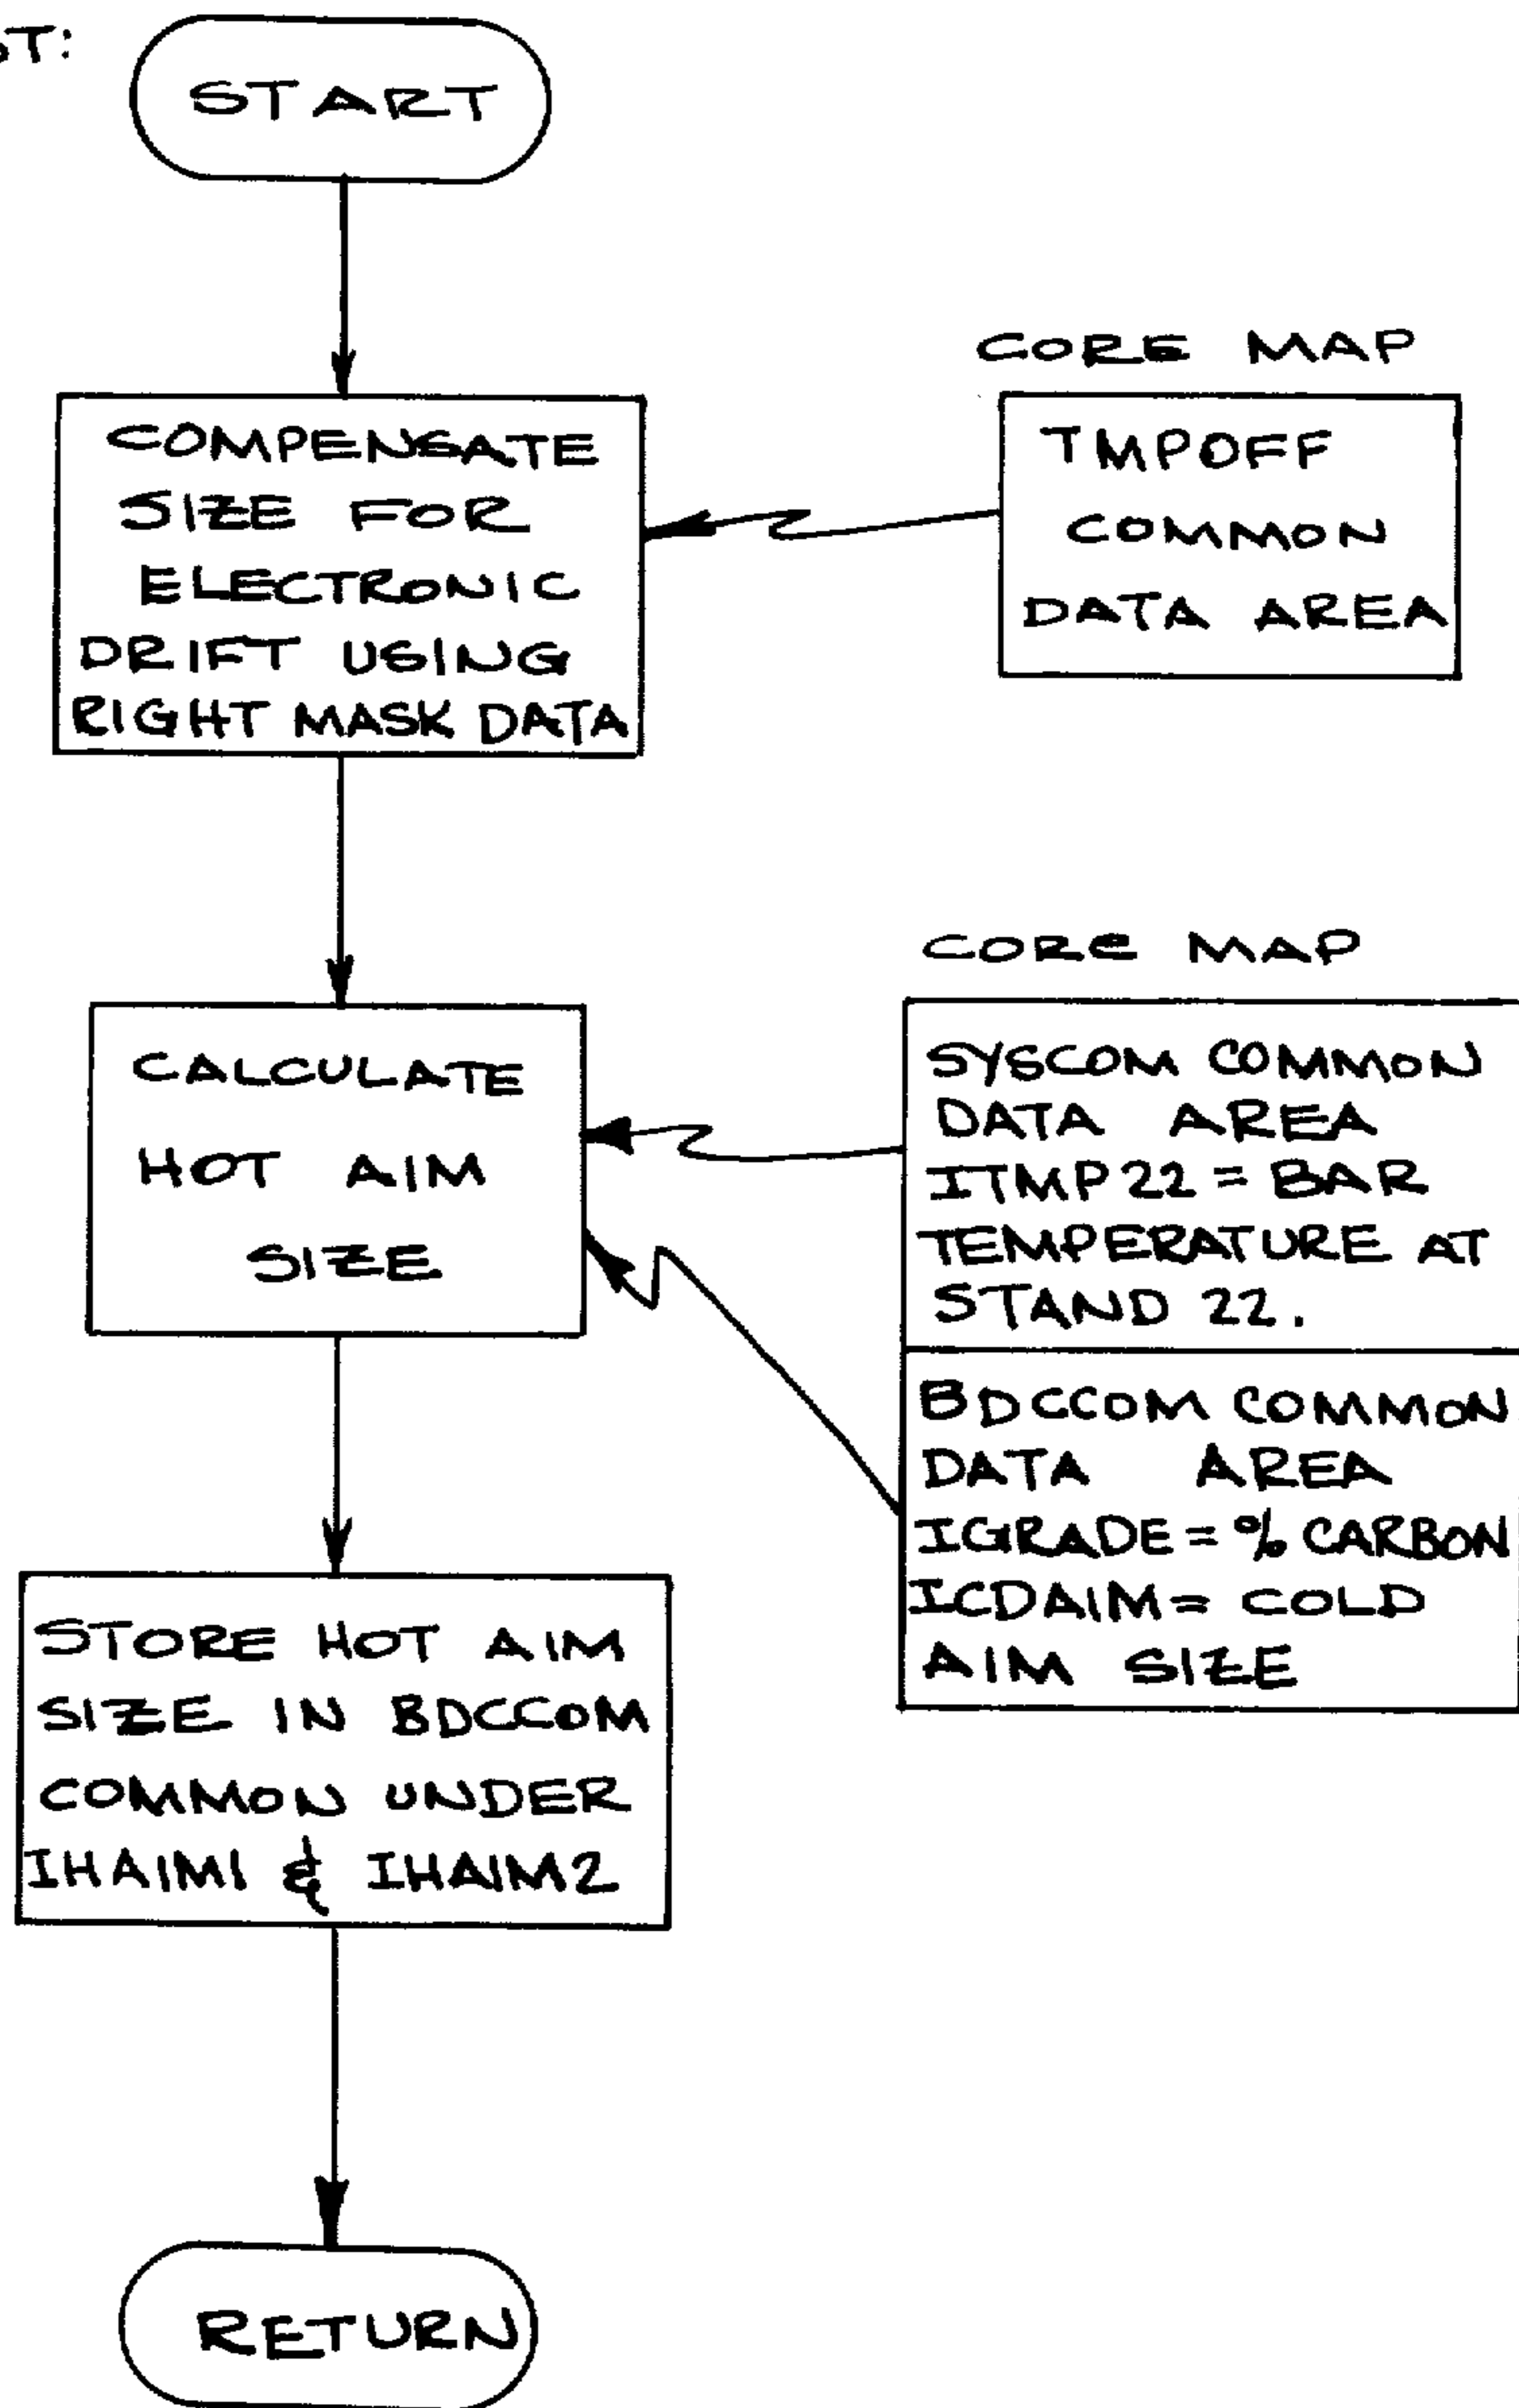 START
COMPENSATE
SIZE FOR
ELECTRONIC
DRIFT USING
RIGHT MASK DATA
CORE MAP
TMPOFF
COMMON
DATA AREA
CALCULATE
HOT AIM
SIZE
CORE MAP
SYSCOM COMMON
DATA AREA
ITMP22 = BAR
TEMPERATURE AT
STAND 22.
BDCCOM COMMON
DATA AREA
IGRADE = % CARBON
ICDAIM = COLD
AIM SIZE
STORE HOT AIM
SIZE IN BDCCOM
COMMON UNDER
IHAIM1 & IHAIM2
RETURN